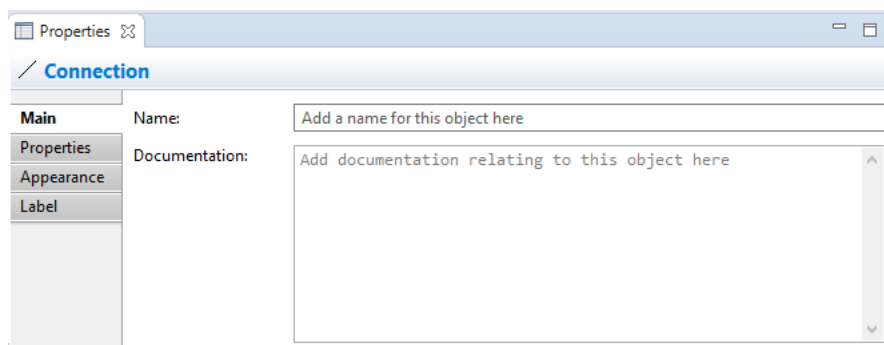 Properties
Connection
Main
Name:
Add a name for this object here
Properties
Documentation:
Add documentation relating to this object here
Appearance
Label